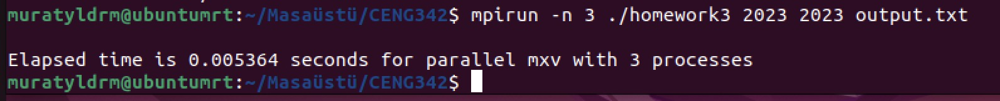 muratyldrm@ubuntumrt:~/Masaüstü/CENG342$ mpirun -n 3 ./homework3 2023 2023 output.txt
Elapsed time is 0.005364 seconds for parallel mxv with 3 processes
muratyldrm@ubuntumrt:~/Masaüstü/CENG342$